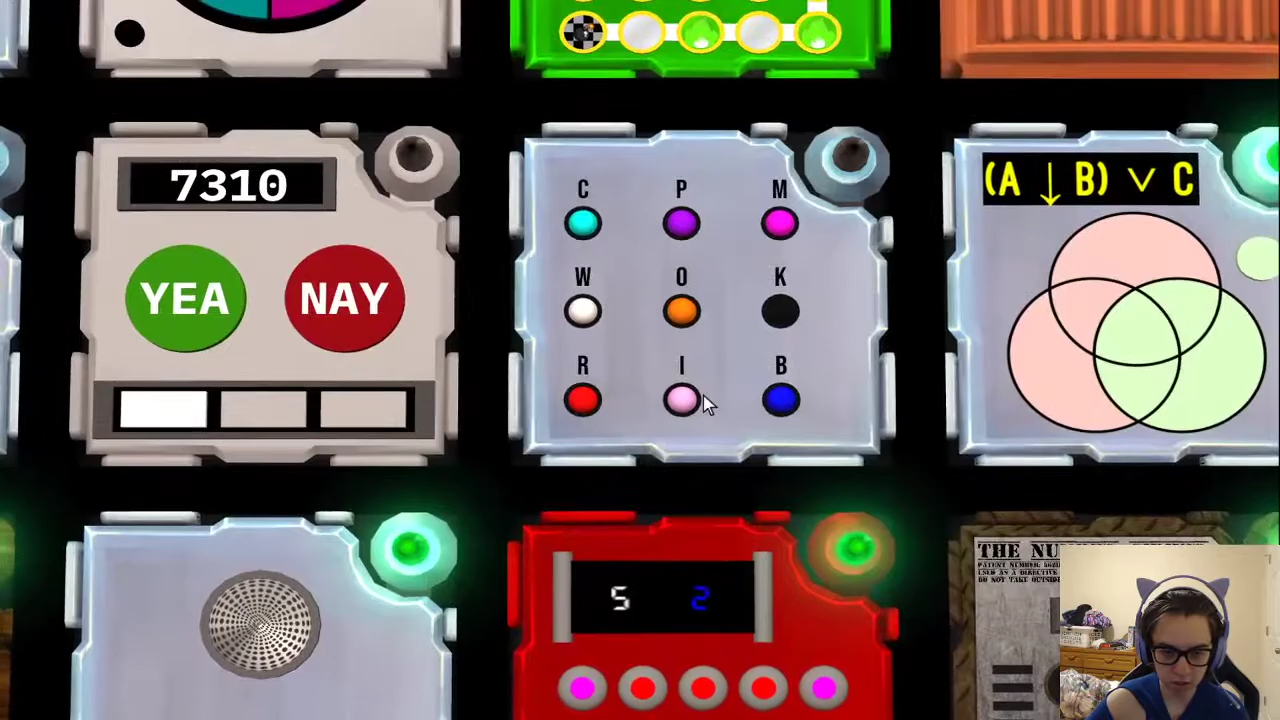 7310
YEA NAY
C P M
W O K
R I B
(A ↓ B) ∨ C
5 2
THE NU